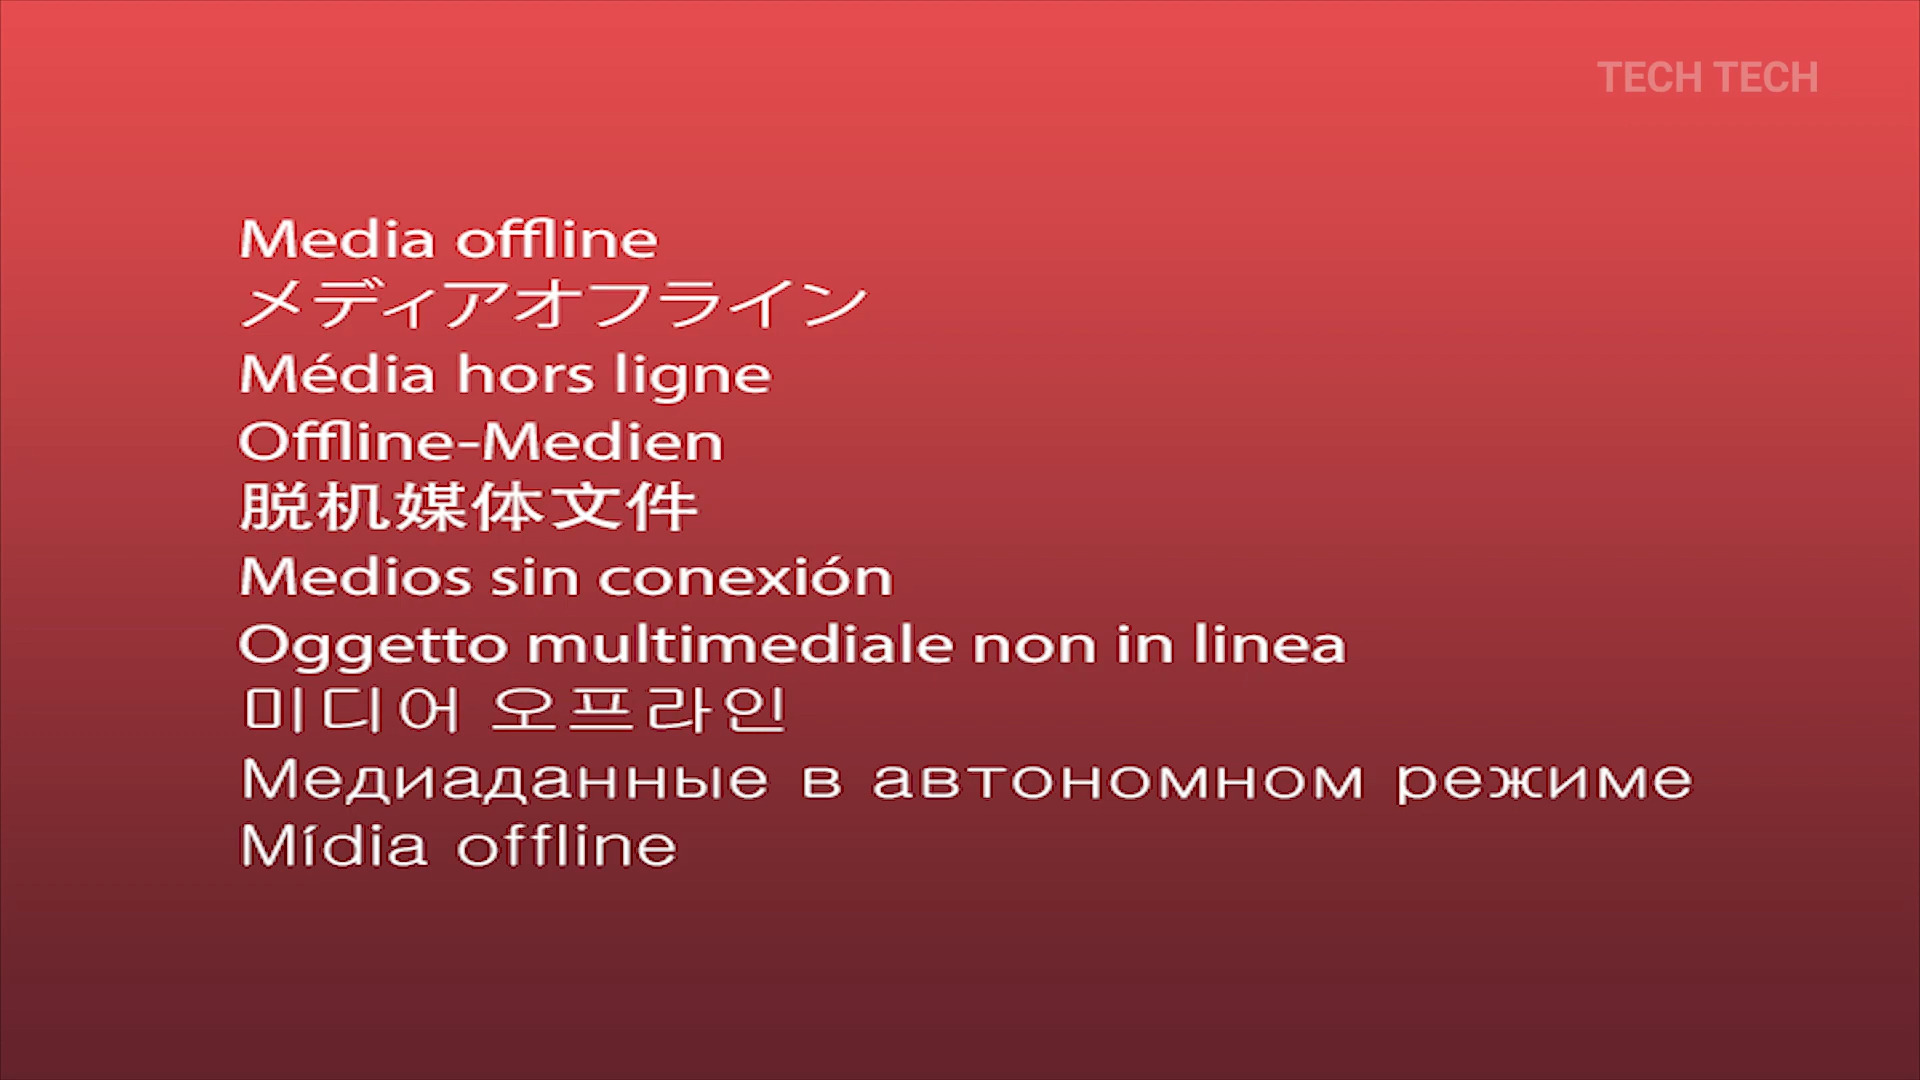 TECH TECH
Media offline
メディアオフライン
Média hors ligne
Offline-Medien
脱机媒体文件
Medios sin conexión
Oggetto multimediale non in linea
미디어 오프라인
Медиаданные в автономном режиме
Mídia offline